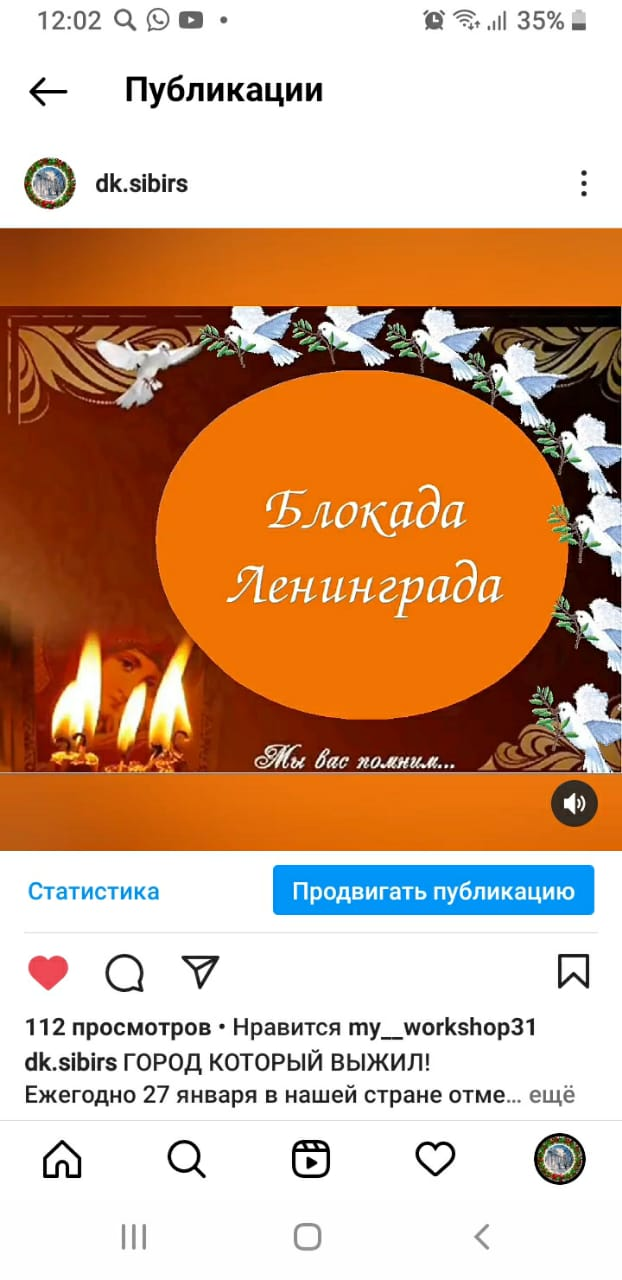 12:02
35%
Публикации
dk.sibirs
Блокада
Ленинграда
Мы вас помним...
Статистика
Продвигать публикацию
112 просмотров • Нравится my__workshop31
dk.sibirs ГОРОД КОТОРЫЙ ВЫЖИЛ!
Ежегодно 27 января в нашей стране отме... ещё